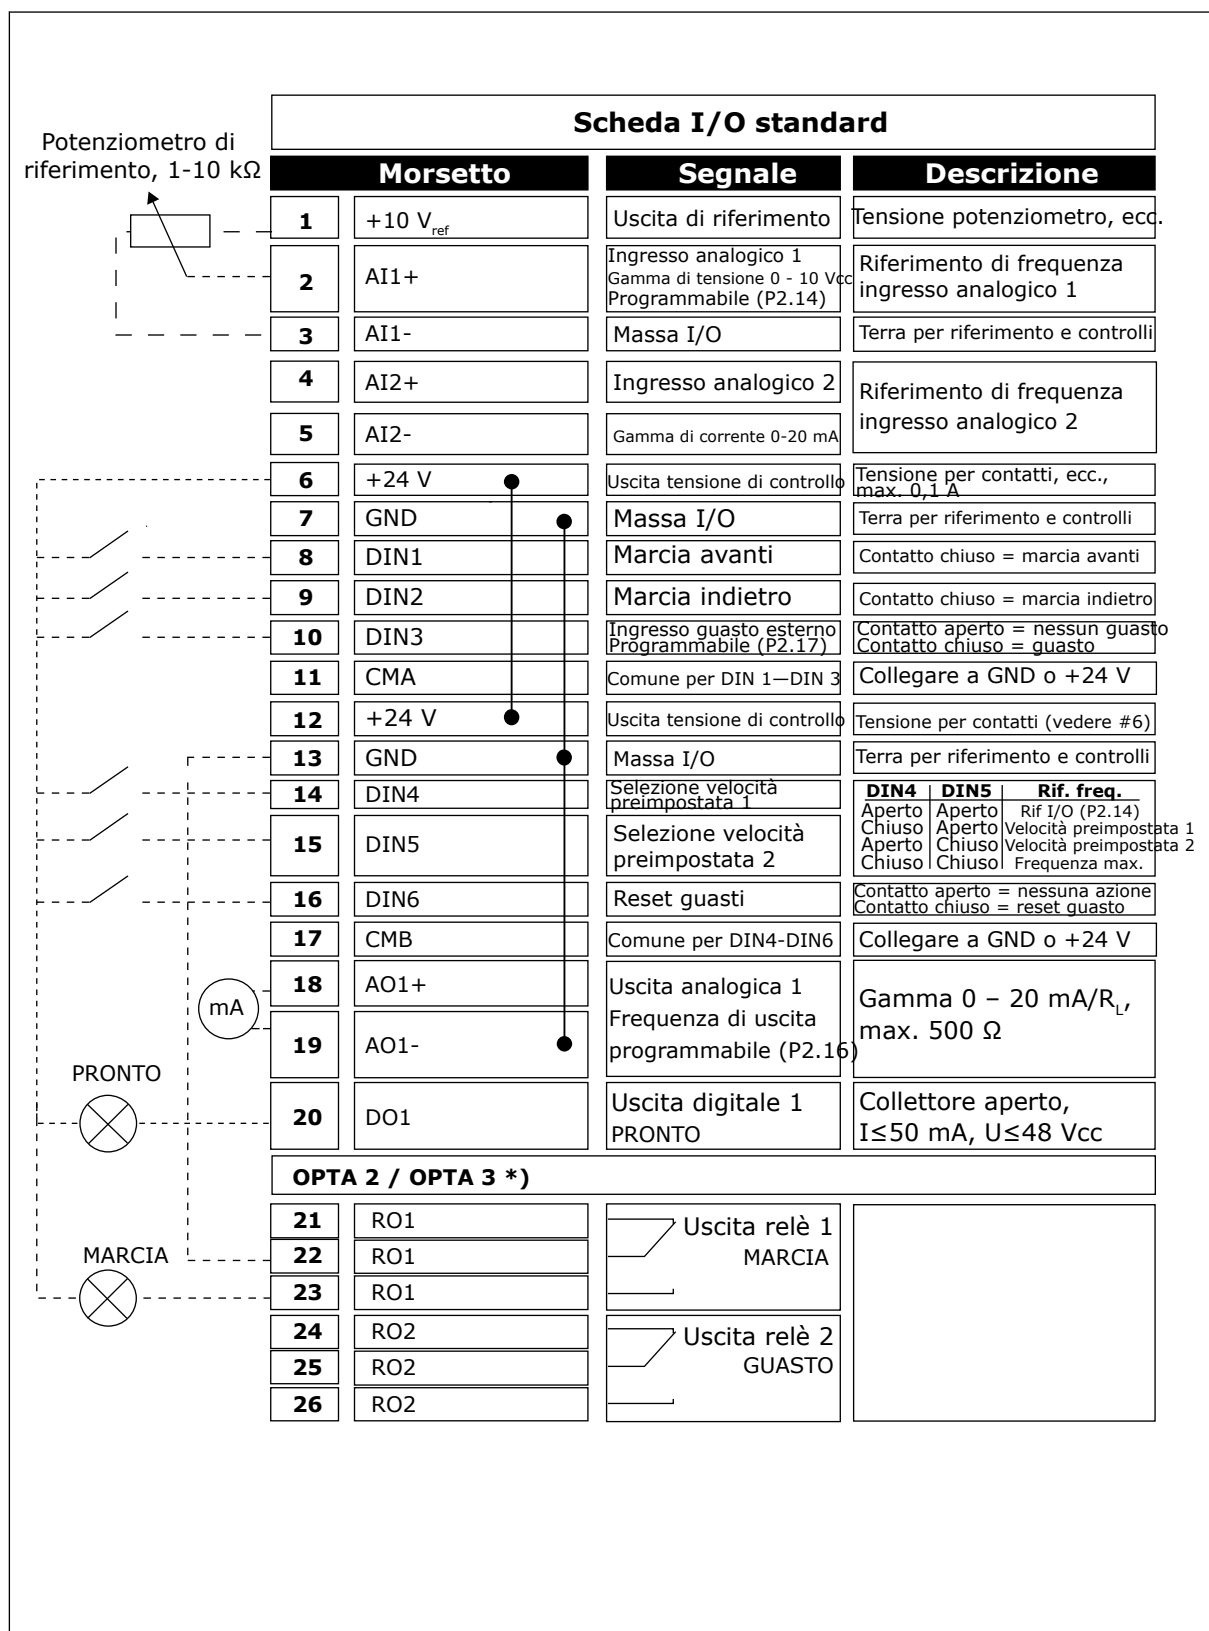 Scheda I/O standard
Potenziometro di
riferimento, 1-10 kΩ
Morsetto Segnale Descrizione
1 +10 Vref Uscita di riferimento Tensione potenziometro, ecc.
2 AI1+ Ingresso analogico 1
Gamma di tensione 0 - 10 Vcc
Programmabile (P2.14)
Riferimento di frequenza
ingresso analogico 1
3 AI1- Massa I/O Terra per riferimento e controlli
4 AI2+ Ingresso analogico 2
Riferimento di frequenza
ingresso analogico 2
5 AI2- Gamma di corrente 0-20 mA
6 +24 V Uscita tensione di controllo Tensione per contatti, ecc.,
max. 0,1 A
7 GND Massa I/O Terra per riferimento e controlli
8 DIN1 Marcia avanti Contatto chiuso = marcia avanti
9 DIN2 Marcia indietro Contatto chiuso = marcia indietro
10 DIN3 Ingresso guasto esterno
Programmabile (P2.17)
Contatto aperto = nessun guasto
Contatto chiuso = guasto
11 CMA Comune per DIN 1—DIN 3 Collegare a GND o +24 V
12 +24 V Uscita tensione di controllo Tensione per contatti (vedere #6)
13 GND Massa I/O Terra per riferimento e controlli
14 DIN4 Selezione velocità
preimpostata 1
15 DIN5 Selezione velocità
preimpostata 2
DIN4 DIN5 Rif. freq.
Aperto Aperto Rif I/O (P2.14)
Chiuso Aperto Velocità preimpostata 1
Aperto Chiuso Velocità preimpostata 2
Chiuso Chiuso Frequenza max.
16 DIN6 Reset guasti Contatto aperto = nessuna azione
Contatto chiuso = reset guasto
17 CMB Comune per DIN4-DIN6 Collegare a GND o +24 V
mA
18 AO1+
19 AO1-
Uscita analogica 1
Frequenza di uscita
programmabile (P2.16)
Gamma 0 – 20 mA/RL,
max. 500 Ω
PRONTO
20 DO1 Uscita digitale 1
PRONTO
Collettore aperto,
I≤50 mA, U≤48 Vcc
OPTA 2 / OPTA 3 *)
21 RO1 Uscita relè 1
MARCIA 22 RO1 MARCIA
23 RO1
24 RO2 Uscita relè 2
25 RO2 GUASTO
26 RO2